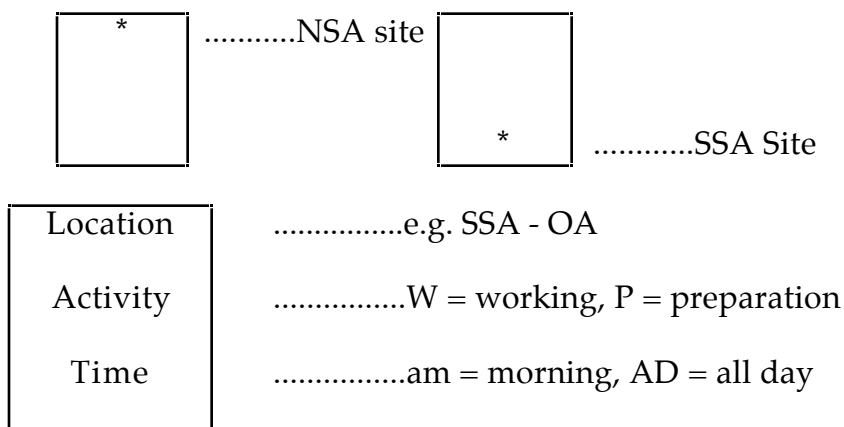 * ...........NSA site
* ............SSA Site
Location ................e.g. SSA - OA
Activity ................W = working, P = preparation
Time ................am = morning, AD = all day